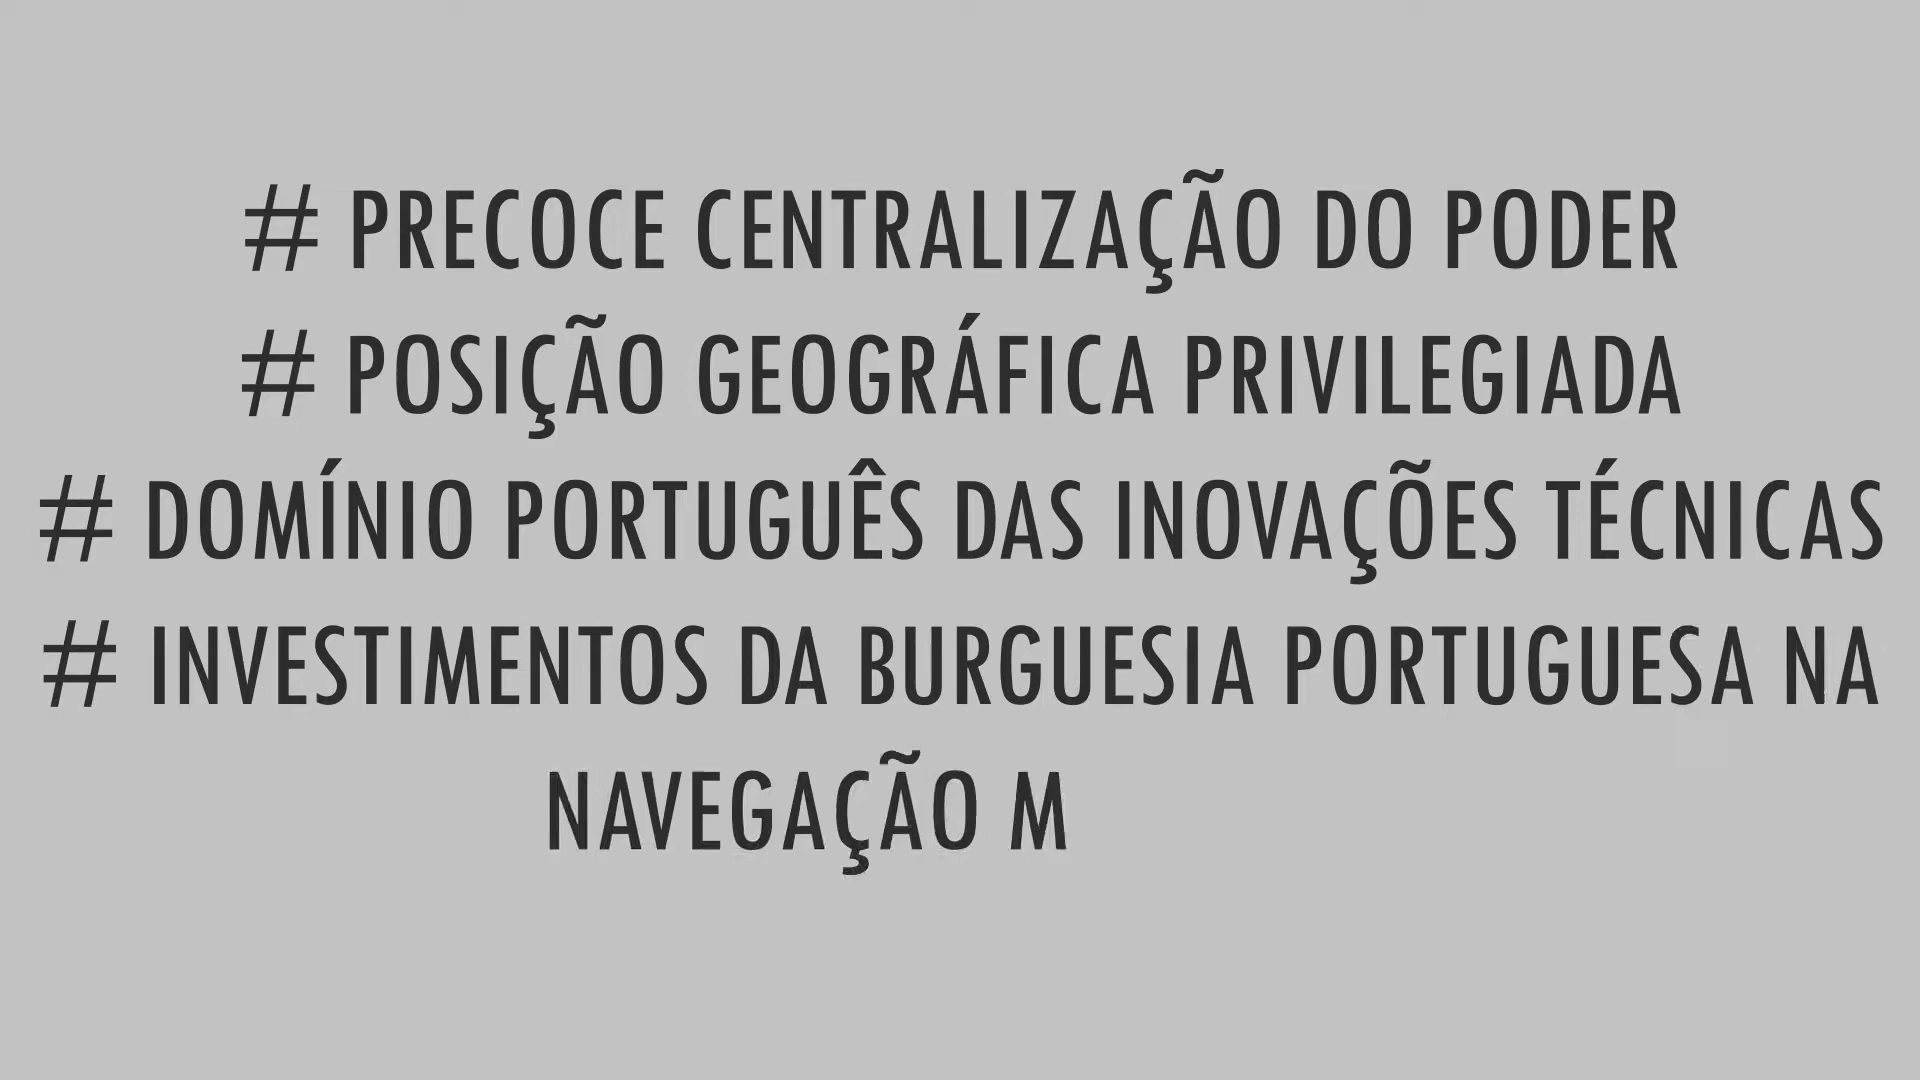 # PRECOCE CENTRALIZAÇÃO DO PODER
# POSIÇÃO GEOGRÁFICA PRIVILEGIADA
# DOMÍNIO PORTUGUÊS DAS INOVAÇÕES TÉCNICAS
# INVESTIMENTOS DA BURGUESIA PORTUGUESA NA
NAVEGAÇÃO M